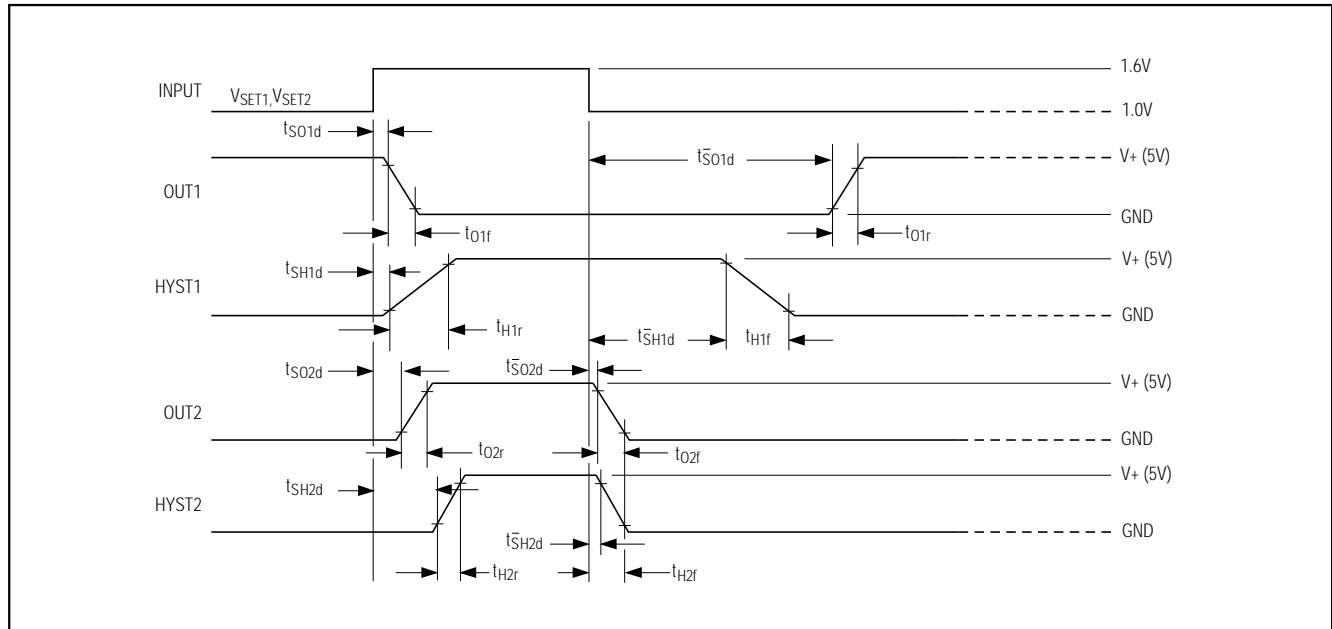 INPUT
VSET1,VSET2
1.6V
1.0V
tSO1d
OUT1
tS̄O1d
V+ (5V)
GND
tO1f
tO1r
tSH1d
HYST1
V+ (5V)
GND
tH1r
tS̄H1d
tH1f
tSO2d
OUT2
tS̄O2d
V+ (5V)
GND
tO2r
tO2f
tSH2d
HYST2
V+ (5V)
GND
tS̄H2d
tH2r
tH2f